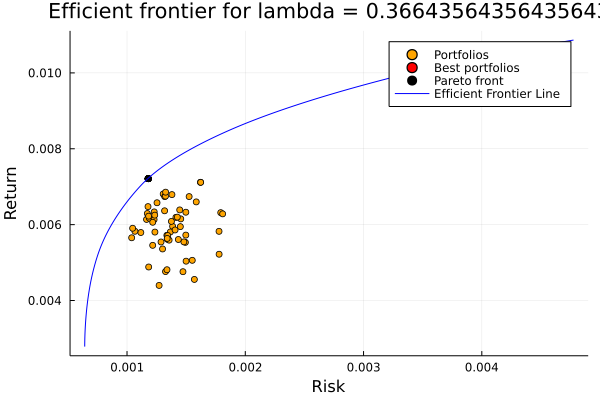 Efficient frontier for lambda = 0.36643564356435643
Return
0.010
0.008
0.006
0.004
Portfolios
Best portfolios
Pareto front
Efficient Frontier Line
0.001
0.002
0.003
0.004
Risk